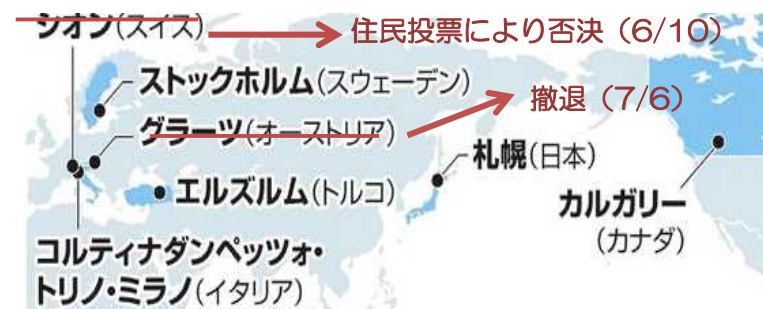 シオン(スイス)
住民投票により否決（6/10）
ストックホルム(スウェーデン)
撤退（7/6）
グラーツ(オーストリア)
札幌(日本)
エルズルム(トルコ)
カルガリー
(カナダ)
コルティナダンペッツォ・
トリノ・ミラノ(イタリア)